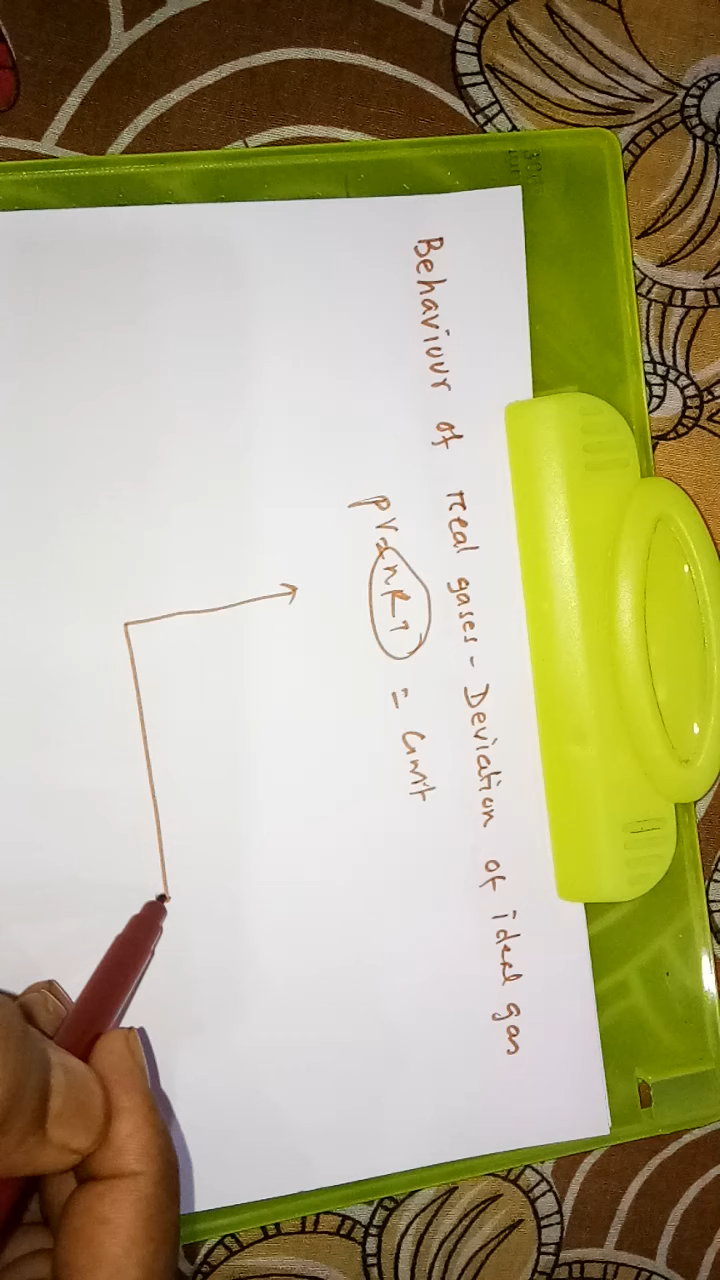 Behaviour of real gases - Deviation of ideal gas
PV = nRT = Const